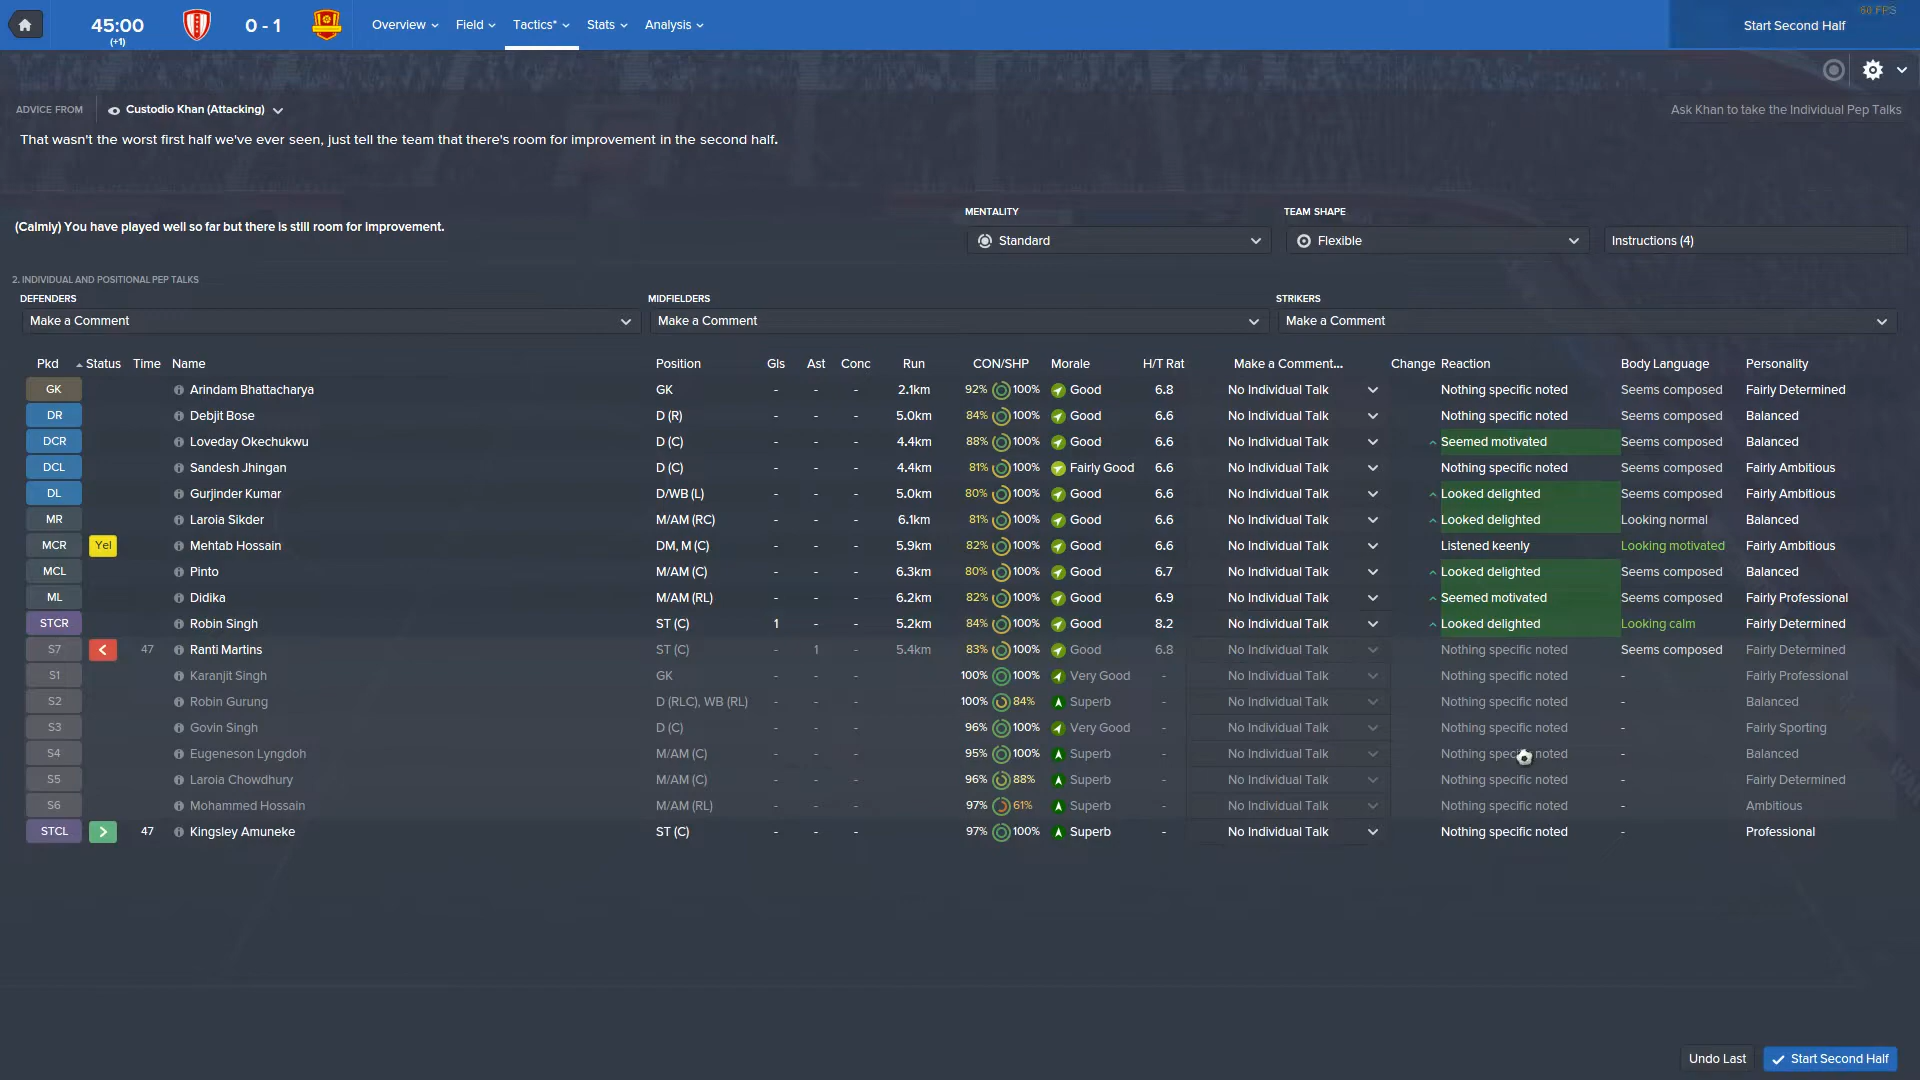 50 FPS
45:00
(+1)
0 - 1
Overview
Field
Tactics*
Stats
Analysis
Start Second Half
ADVICE FROM
Custodio Khan (Attacking)
Ask Khan to take the Individual Pep Talks
That wasn't the worst first half we've ever seen, just tell the team that there's room for improvement in the second half.
MENTALITY
TEAM SHAPE
(Calmly) You have played well so far but there is still room for improvement.
Standard
Flexible
Instructions (4)
2. INDIVIDUAL AND POSITIONAL PEP TALKS
DEFENDERS
MIDFIELDERS
STRIKERS
Make a Comment
Make a Comment
Make a Comment
Pkd Status Time Name Position Gls Ast Conc Run CON/SHP Morale H/T Rat Make a Comment... Change Reaction Body Language Personality
GK Arindam Bhattacharya GK - - - 2.1km 92% 100% Good 6.8 No Individual Talk Nothing specific noted Seems composed Fairly Determined
DR Debjit Bose D (R) - - - 5.0km 84% 100% Good 6.6 No Individual Talk Nothing specific noted Seems composed Balanced
DCR Loveday Okechukwu D (C) - - - 4.4km 88% 100% Good 6.6 No Individual Talk Seemed motivated Seems composed Balanced
DCL Sandesh Jhingan D (C) - - - 4.4km 81% 100% Fairly Good 6.6 No Individual Talk Nothing specific noted Seems composed Fairly Ambitious
DL Gurjinder Kumar D/WB (L) - - - 5.0km 80% 100% Good 6.6 No Individual Talk Looked delighted Seems composed Fairly Ambitious
MR Laroia Sikder M/AM (RC) - - - 6.1km 81% 100% Good 6.6 No Individual Talk Looked delighted Looking normal Balanced
MCR Yel Mehtab Hossain DM, M (C) - - - 5.9km 82% 100% Good 6.6 No Individual Talk Listened keenly Looking motivated Fairly Ambitious
MCL Pinto M/AM (C) - - - 6.3km 80% 100% Good 6.7 No Individual Talk Looked delighted Seems composed Balanced
ML Didika M/AM (RL) - - - 6.2km 82% 100% Good 6.9 No Individual Talk Seemed motivated Seems composed Fairly Professional
STCR Robin Singh ST (C) 1 - - 5.2km 84% 100% Good 8.2 No Individual Talk Looked delighted Looking calm Fairly Determined
S7 47 Ranti Martins ST (C) - 1 - 5.4km 83% 100% Good 6.8 No Individual Talk Nothing specific noted Seems composed Fairly Determined
S1 Karanjit Singh GK - - - 100% 100% Very Good - No Individual Talk Nothing specific noted - Fairly Professional
S2 Robin Gurung D (RLC), WB (RL) - - - 100% 84% Superb - No Individual Talk Nothing specific noted - Balanced
S3 Govin Singh D (C) - - - 96% 100% Very Good - No Individual Talk Nothing specific noted - Fairly Sporting
S4 Eugeneson Lyngdoh M/AM (C) - - - 95% 100% Superb - No Individual Talk Nothing specific noted - Balanced
S5 Laroia Chowdhury M/AM (C) - - - 96% 88% Superb - No Individual Talk Nothing specific noted - Fairly Determined
S6 Mohammed Hossain M/AM (RL) - - - 97% 61% Superb - No Individual Talk Nothing specific noted - Ambitious
STCL 47 Kingsley Amuneke ST (C) - - - 97% 100% Superb - No Individual Talk Nothing specific noted - Professional
Undo Last
Start Second Half